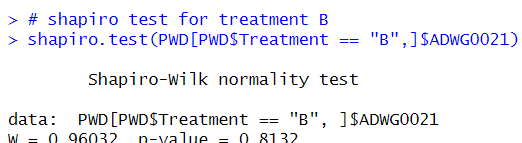 > # shapiro test for treatment B
> shapiro.test(PWD[PWD$Treatment == "B",]$ADWG0021)
Shapiro-Wilk normality test
data:  PWD[PWD$Treatment == "B", ]$ADWG0021
W = 0.96032, p-value = 0.8132